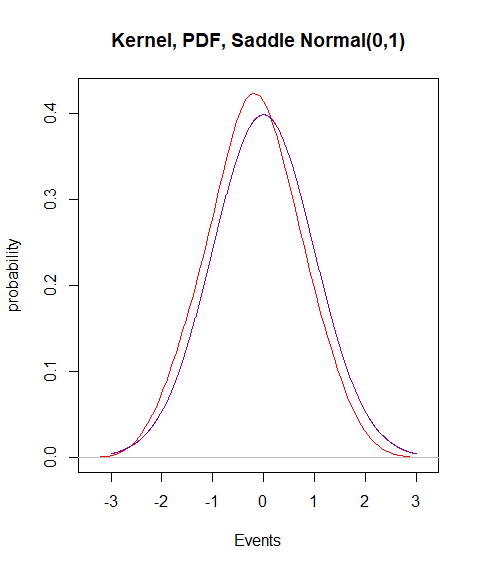 Kernel, PDF, Saddle Normal(0,1)
probability
0.4
0.3
0.2
0.1
0.0
-3 -2 -1 0 1 2 3
Events